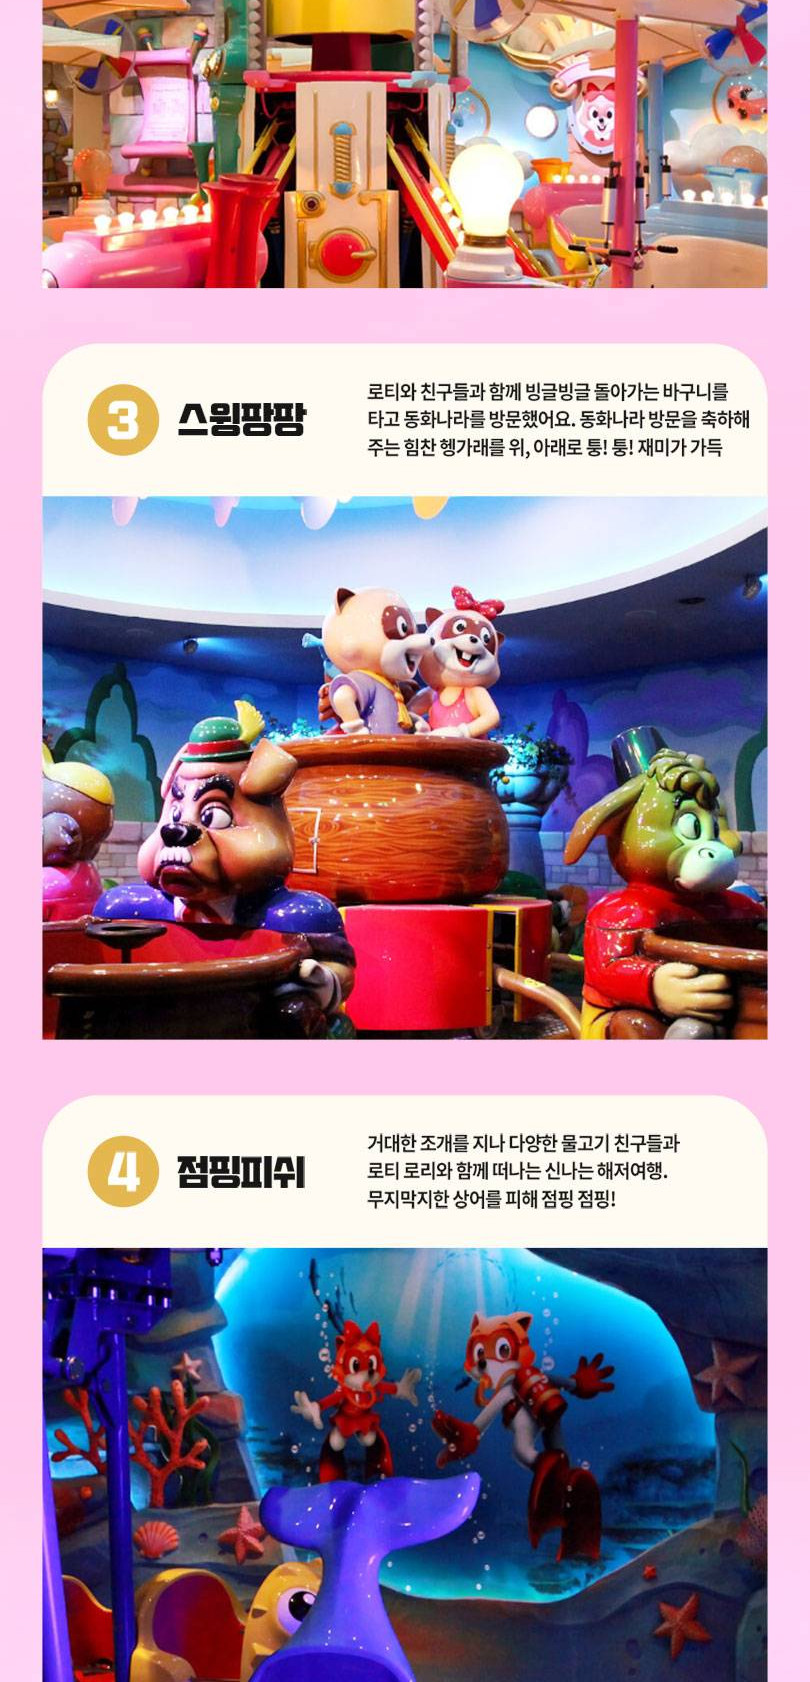 3 스윙팡팡
로티와 친구들과 함께 빙글빙글 돌아가는 바구니를
타고 동화나라를 방문했어요. 동화나라 방문을 축하해
주는 힘찬 헹가래를 위, 아래로 퉁! 퉁! 재미가 가득
4 점핑피쉬
거대한 조개를 지나 다양한 물고기 친구들과
로티 로리와 함께 떠나는 신나는 해저여행.
무지막지한 상어를 피해 점핑 점핑!